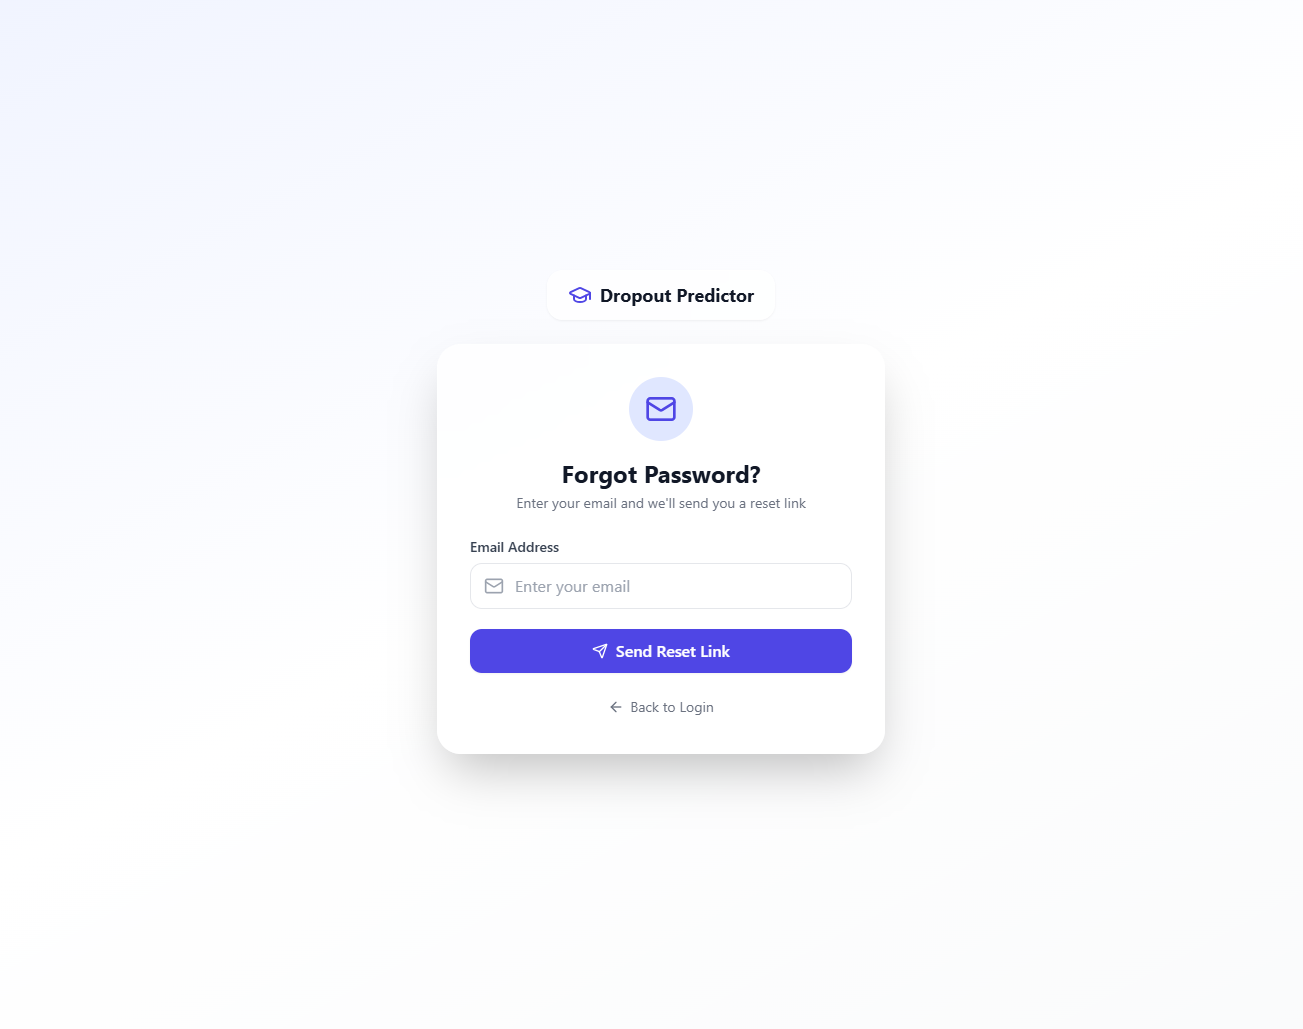 Dropout Predictor
Forgot Password?
Enter your email and we'll send you a reset link
Email Address
Enter your email
Send Reset Link
Back to Login